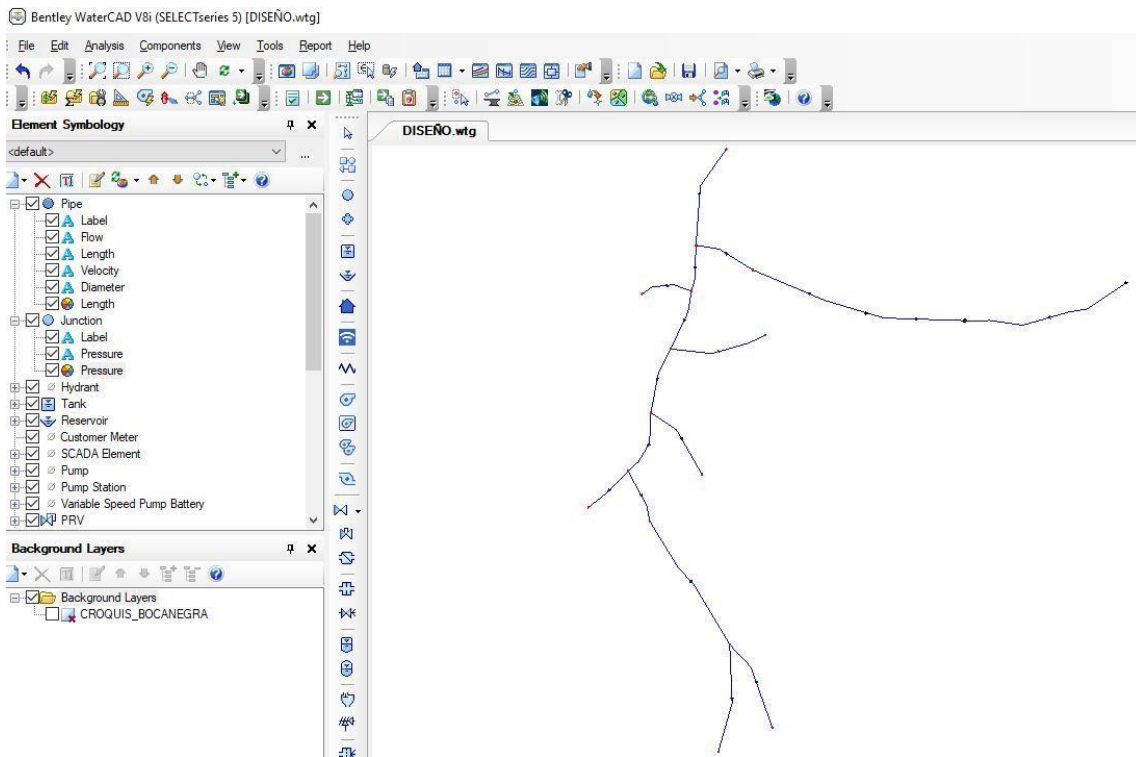 Bentley WaterCAD V8i (SELECTseries 5) [DISEÑO.wtg]
File Edit Analysis Components View Tools Report Help
Element Symbology
<default>
...
Pipe
Label
Flow
Length
Velocity
Diameter
Length
Junction
Label
Pressure
Pressure
Hydrant
Tank
Reservoir
Customer Meter
SCADA Element
Pump
Pump Station
Variable Speed Pump Battery
PRV
Background Layers
Background Layers
CROQUIS_BOCANEGRA
DISEÑO.wtg